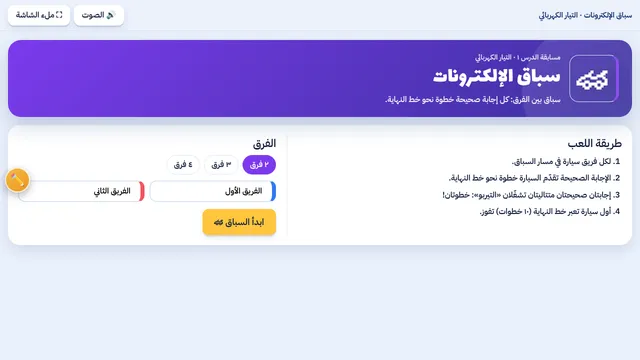 سباق الإلكترونات · التيار الكهربائي
🔊 الصوت
⛶ ملء الشاشة
مسابقة الدرس ١ · التيار الكهربائي
سباق الإلكترونات
سباق بين الفرق: كل إجابة صحيحة خطوة نحو خط النهاية.
طريقة اللعب
1. لكل فريق سيارة في مسار السباق.
2. الإجابة الصحيحة تقدّم السيارة خطوة نحو خط النهاية.
3. إجابتان صحيحتان متتاليتان تشغّلان «التيربو»: خطوتان!
4. أول سيارة تعبر خط النهاية (١٠ خطوات) تفوز.
الفرق
٢ فرق
٣ فرق
٤ فرق
الفريق الأول
الفريق الثاني
ابدأ السباق 🏎